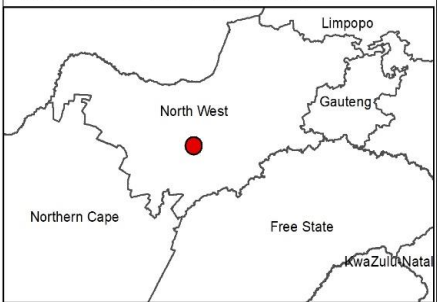 Limpopo
Gauteng
North West
Northern Cape
Free State
KwaZulu-Natal